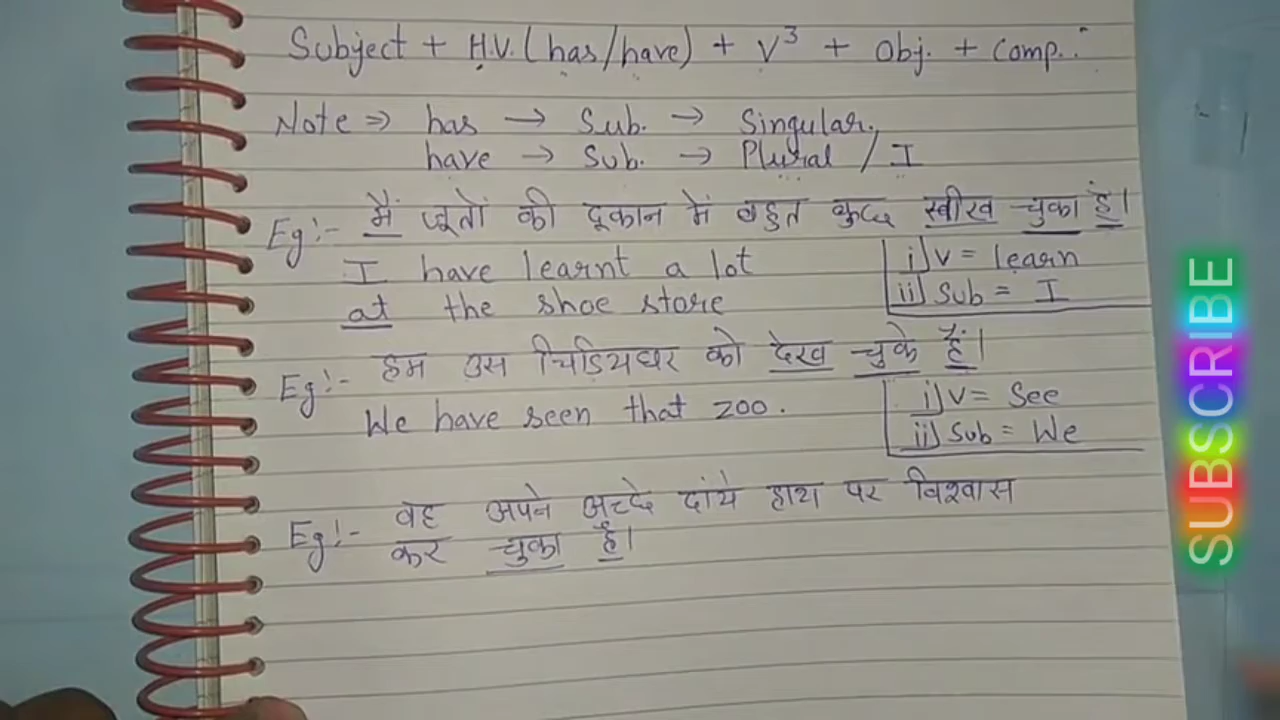 Subject + H.V. (has/have) + V³ + Obj. + Comp..
Note ⇒ has → Sub. → Singular.
have → Sub. → Plural / I
Eg:- मैं जूतों की दूकान में बहुत कुछ सीख चुका हूं।
I have learnt a lot
at the shoe store
i) V = learn
ii) Sub = I
Eg:- हम उस चिड़ियघर को देख चुके हैं।
We have seen that zoo.
i) V = See
ii) Sub = We
Eg:- वह अपने अच्छे दांये हाथ पर विश्वास
कर चुका है।
SUBSCRIBE